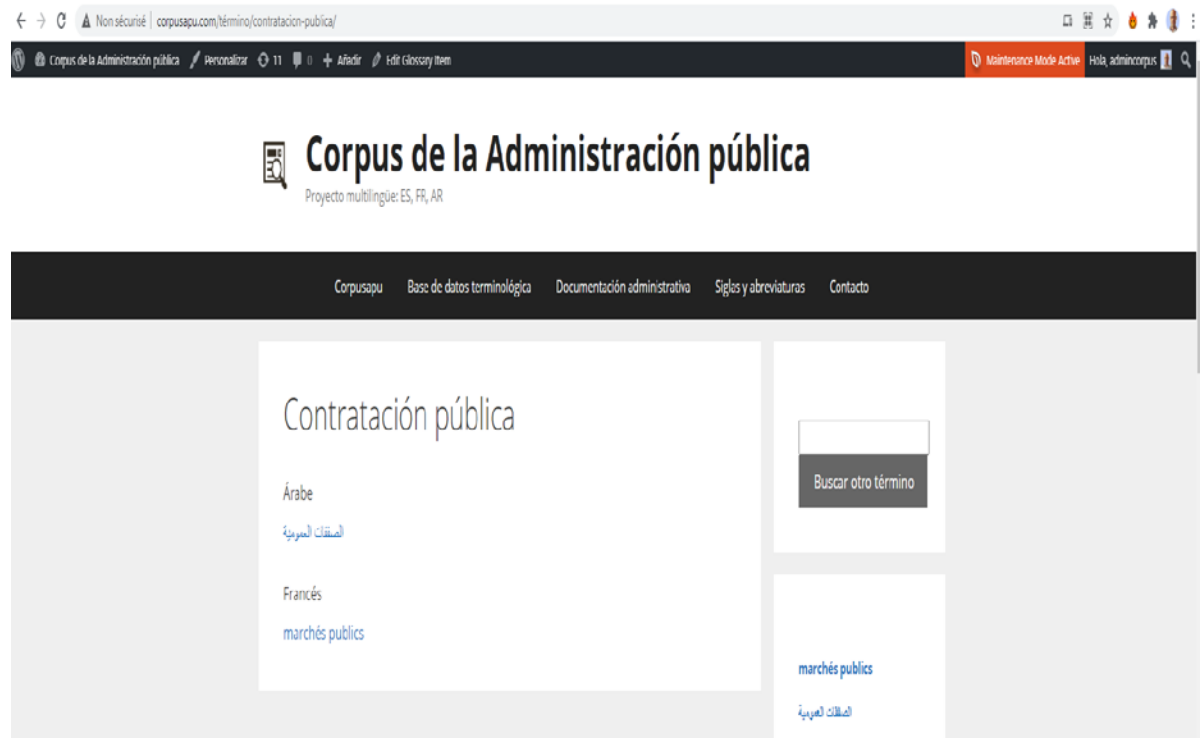 Non sécurisé | corpusapu.com/término/contratacion-publica/
Corpus de la Administración pública Personalizar 11 0 + Añadir Edit Glossary Item Maintenance Mode Active Hola, admincorpus
Corpus de la Administración pública
Proyecto multilingüe: ES, FR, AR
Corpusapu Base de datos terminológica Documentación administrativa Siglas y abreviaturas Contacto
Contratación pública
Árabe
الصفقات العمومية
Francés
marchés publics
Buscar otro término
marchés publics
الصفقات العمومية